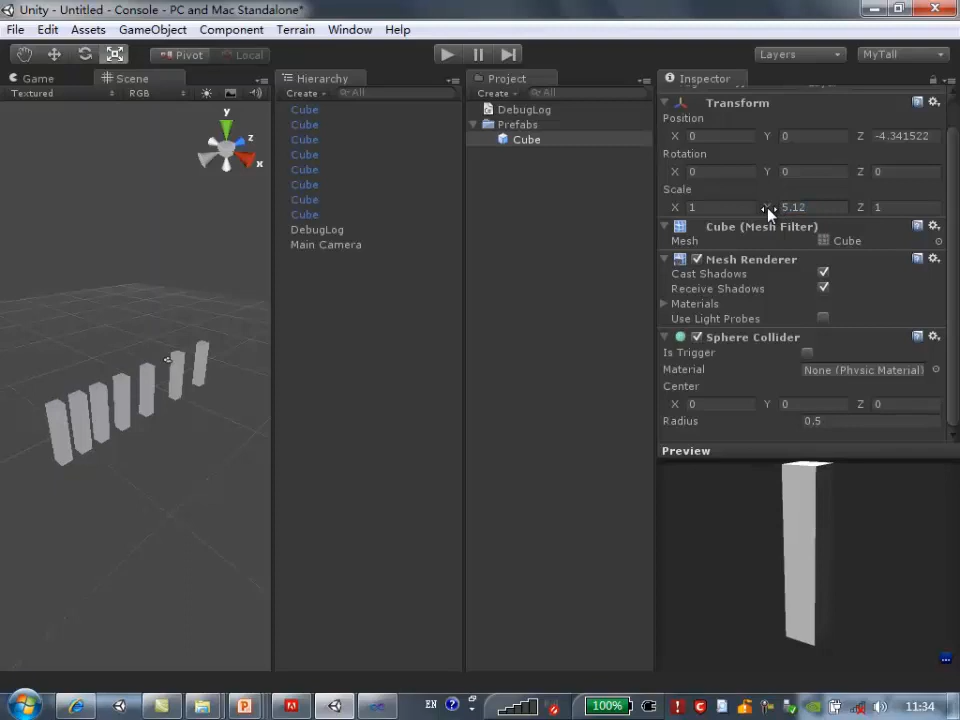 Unity - Untitled - Console - PC and Mac Standalone*
File Edit Assets GameObject Component Terrain Window Help
Pivot Local Layers MyTall
Game Scene Hierarchy Project Inspector
Textured RGB Create All Create All
Cube
Cube
Cube
Cube
Cube
Cube
Cube
Cube
DebugLog
Main Camera
DebugLog
Prefabs
Cube
Transform
Position
X 0 Y 0 Z -4.341522
Rotation
X 0 Y 0 Z 0
Scale
X 1 5.12 Z 1
Cube (Mesh Filter)
Mesh Cube
Mesh Renderer
Cast Shadows
Receive Shadows
Materials
Use Light Probes
Sphere Collider
Is Trigger
Material None (Physic Material)
Center
X 0 Y 0 Z 0
Radius 0.5
Preview
y
z
x
EN 100% 11:34